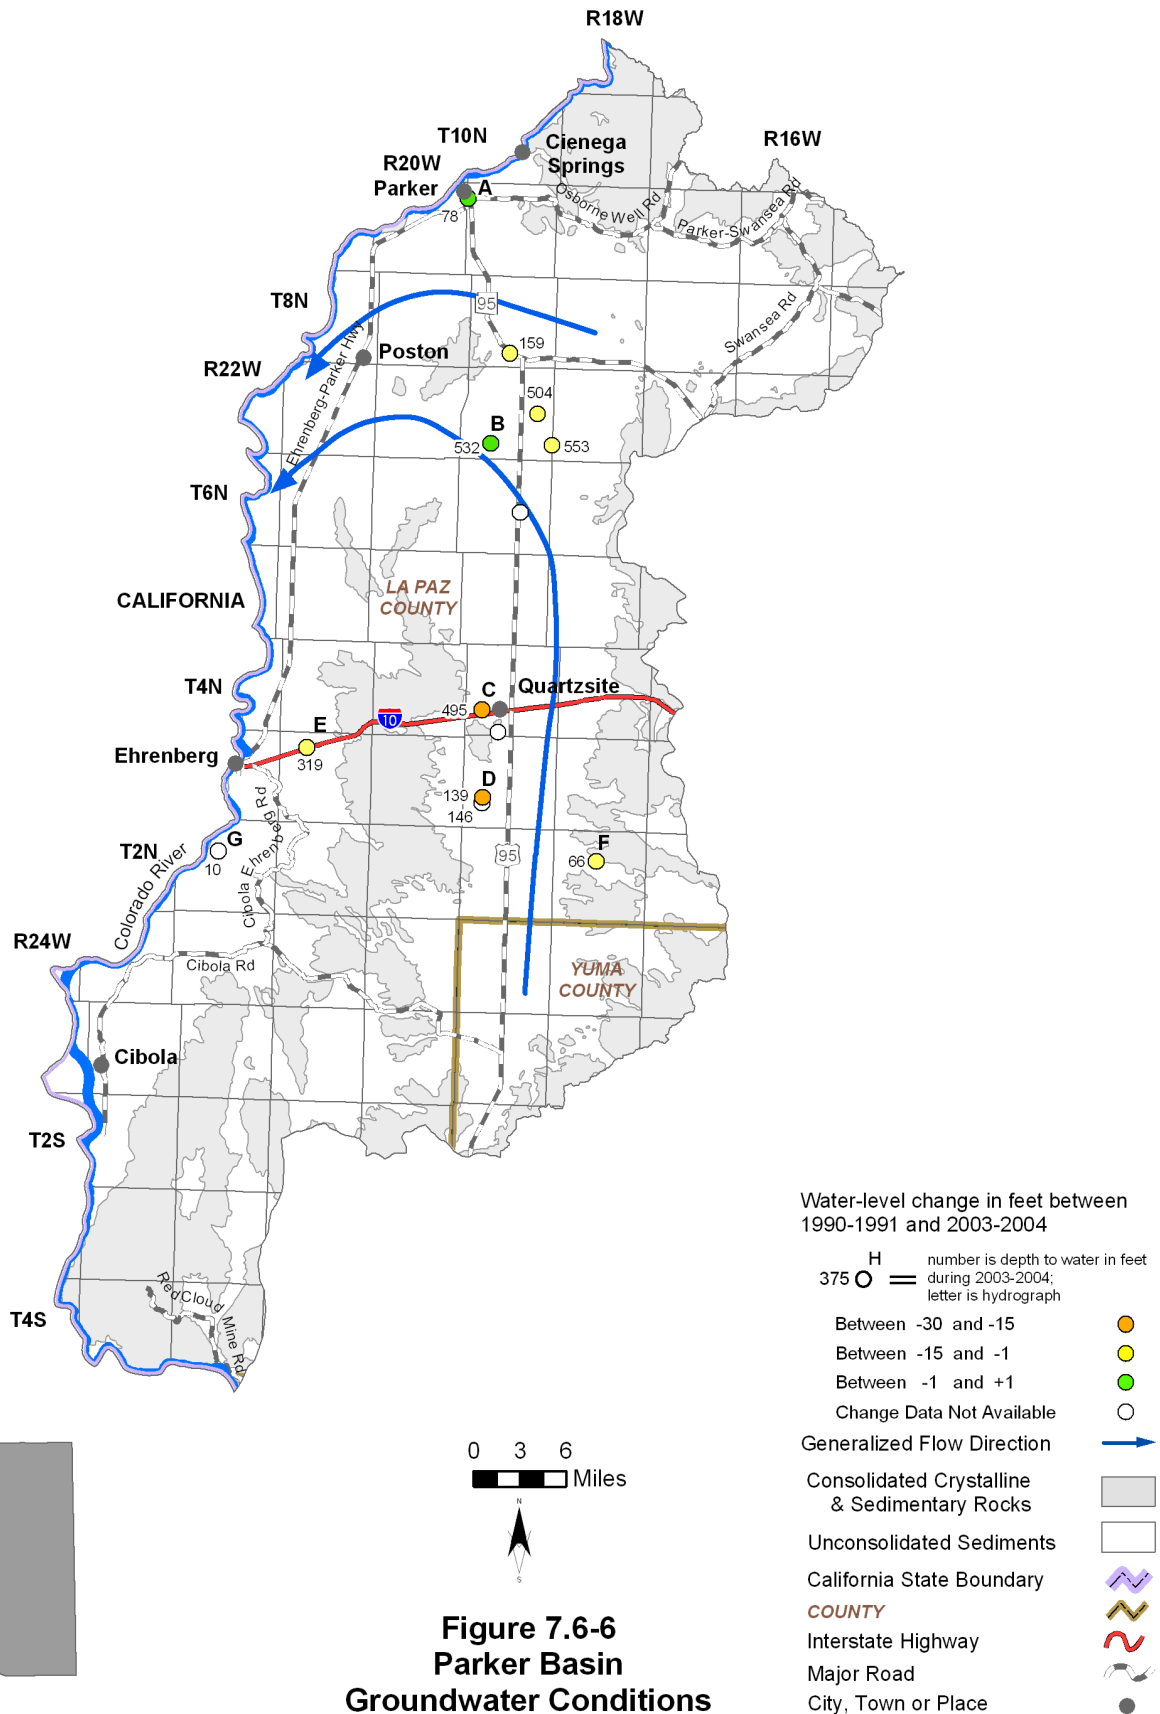 R18W
T10N
Cienega
Springs
R16W
R20W
Parker
A
78
Osborne Well Rd
Parker-Swansea Rd
T8N
95
Swansea Rd
Ehrenberg-Parker Hwy
159
R22W
Poston
504
B
532
553
T6N
LA PAZ
COUNTY
CALIFORNIA
T4N
C
Quartzsite
495
10
E
Ehrenberg
319
D
139
146
Cibola Ehrenberg Rd
G
T2N
10
F
66
95
Colorado River
R24W
Cibola Rd
YUMA
COUNTY
Cibola
T2S
Red Cloud Mine Rd
T4S
Water-level change in feet between
1990-1991 and 2003-2004
H
375
number is depth to water in feet
during 2003-2004;
letter is hydrograph
Between -30 and -15
Between -15 and -1
Between -1 and +1
Change Data Not Available
Generalized Flow Direction
Consolidated Crystalline
& Sedimentary Rocks
Unconsolidated Sediments
California State Boundary
COUNTY
Interstate Highway
Major Road
City, Town or Place
0 3 6
Miles
N
S
Figure 7.6-6
Parker Basin
Groundwater Conditions